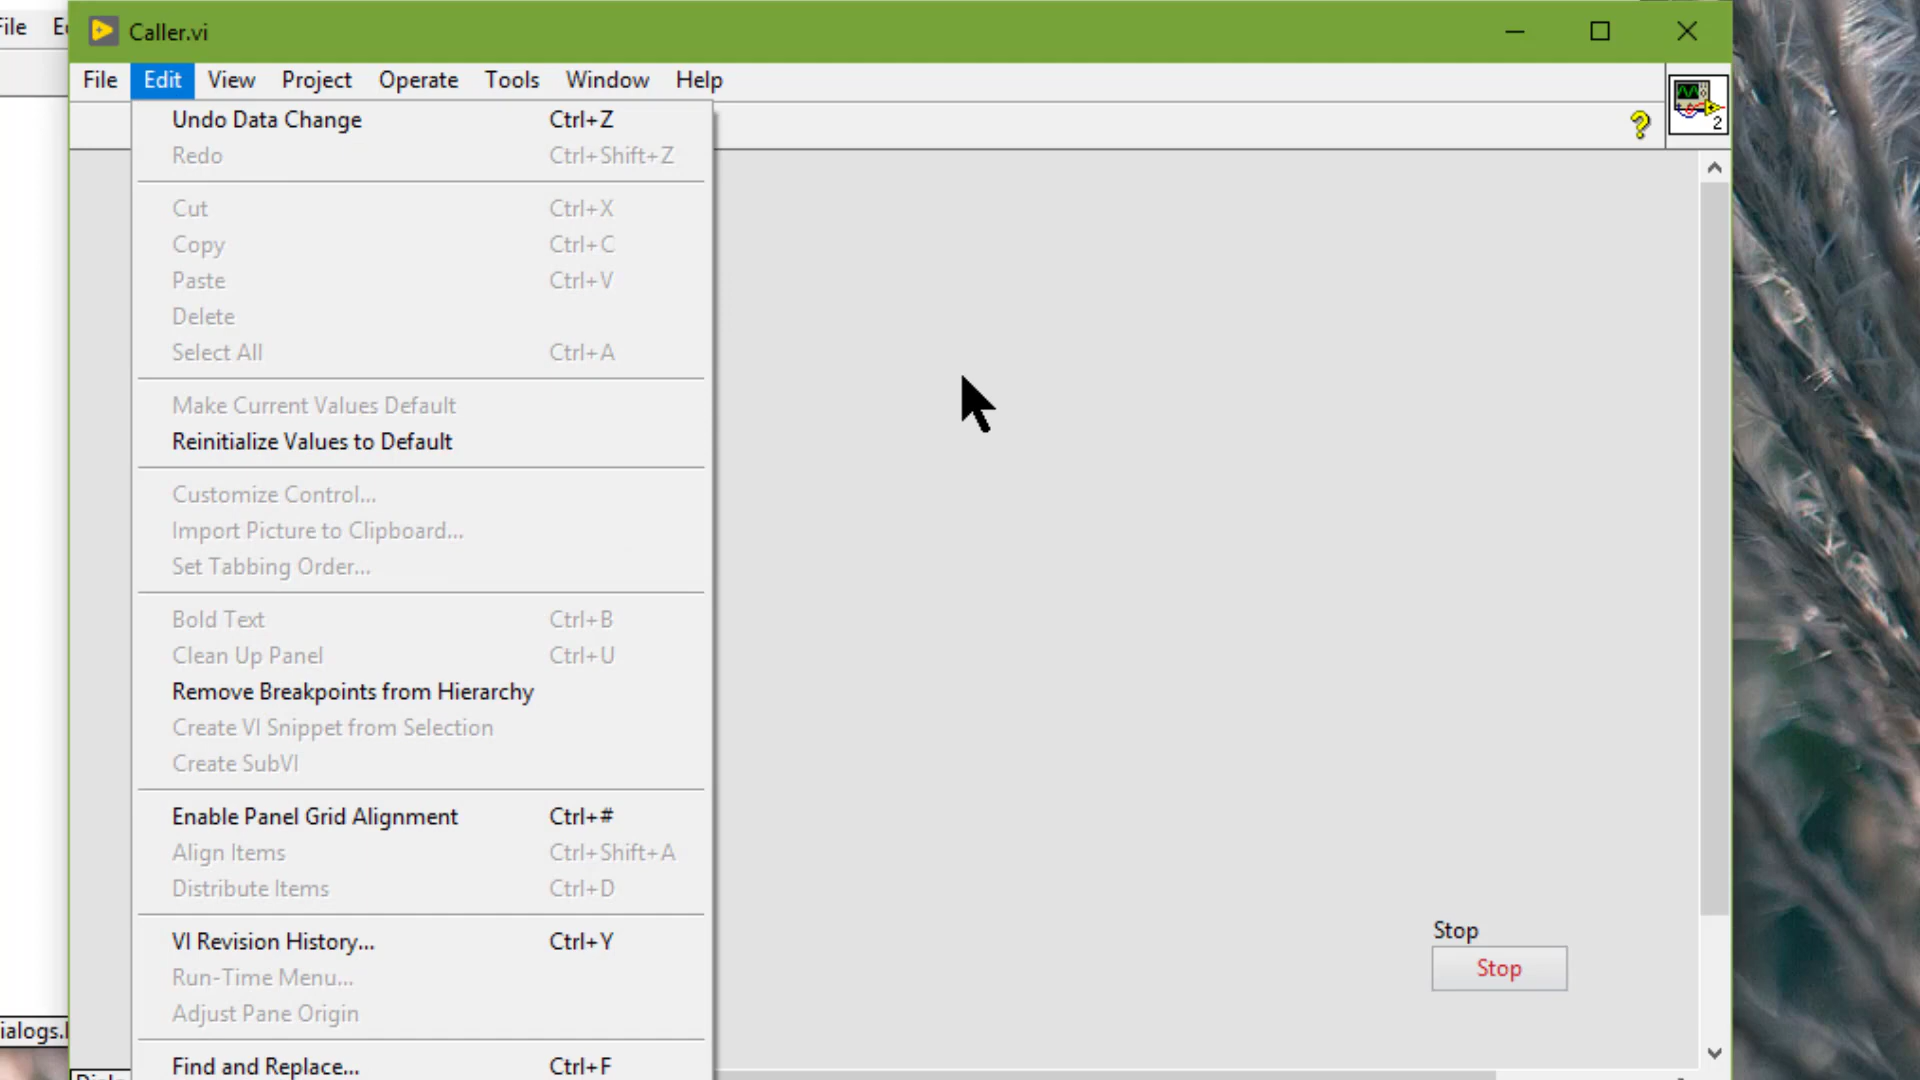 File
Caller.vi
File Edit View Project Operate Tools Window Help
?
2
Undo Data Change Ctrl+Z
Redo Ctrl+Shift+Z
Cut Ctrl+X
Copy Ctrl+C
Paste Ctrl+V
Delete
Select All Ctrl+A
Make Current Values Default
Reinitialize Values to Default
Customize Control...
Import Picture to Clipboard...
Set Tabbing Order...
Bold Text Ctrl+B
Clean Up Panel Ctrl+U
Remove Breakpoints from Hierarchy
Create VI Snippet from Selection
Create SubVI
Enable Panel Grid Alignment Ctrl+#
Align Items Ctrl+Shift+A
Distribute Items Ctrl+D
VI Revision History... Ctrl+Y
Run-Time Menu...
Adjust Pane Origin
Find and Replace... Ctrl+F
Stop
Stop